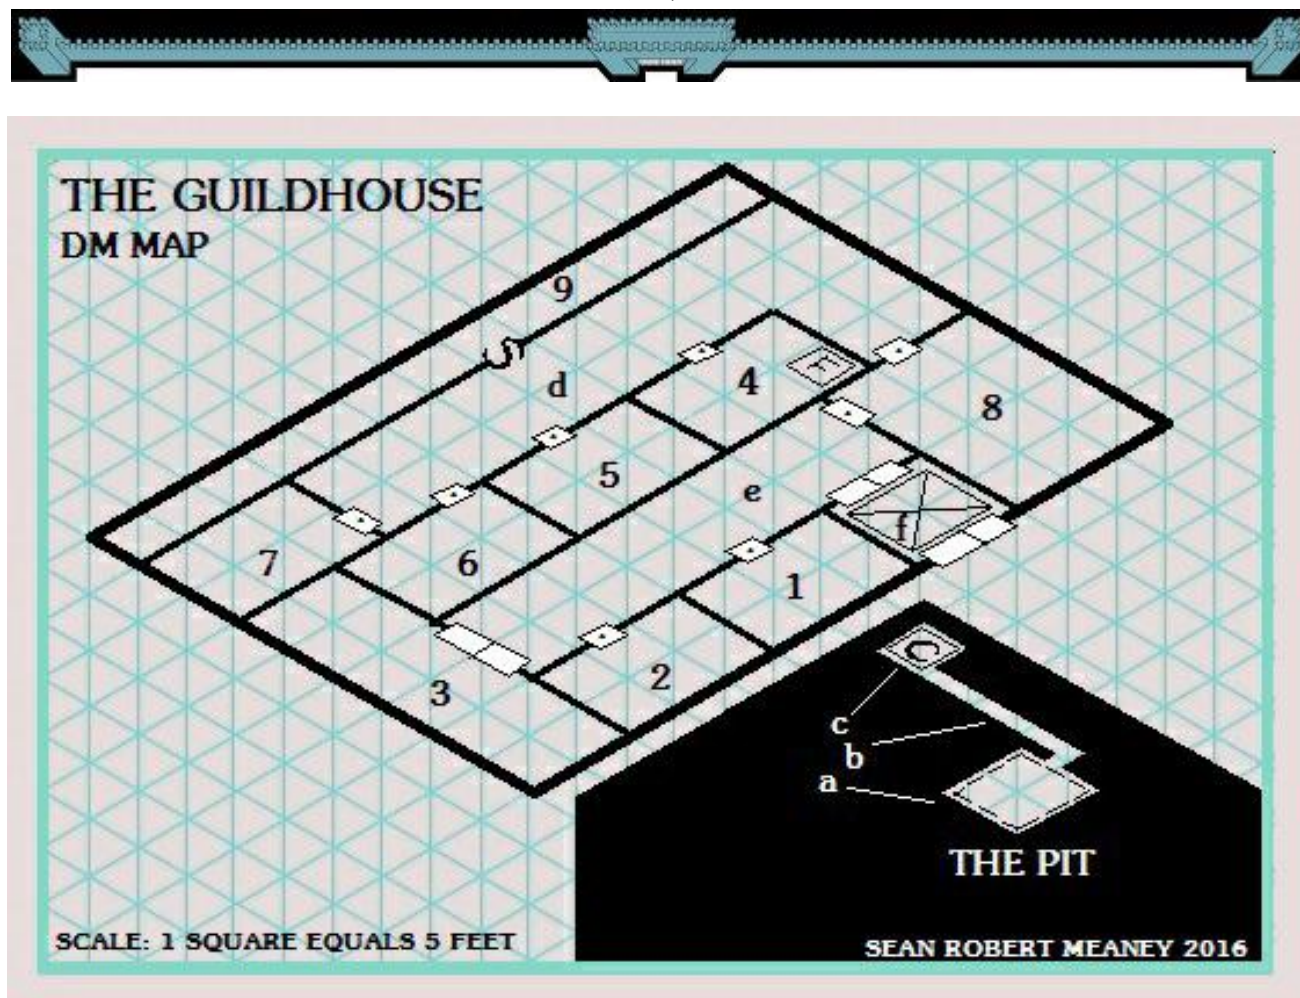 THE GUILDHOUSE
DM MAP
9
d
4
F
8
5
e
f
7
6
1
S
3
2
C
c
b
a
THE PIT
SCALE: 1 SQUARE EQUALS 5 FEET
SEAN ROBERT MEANEY 2016